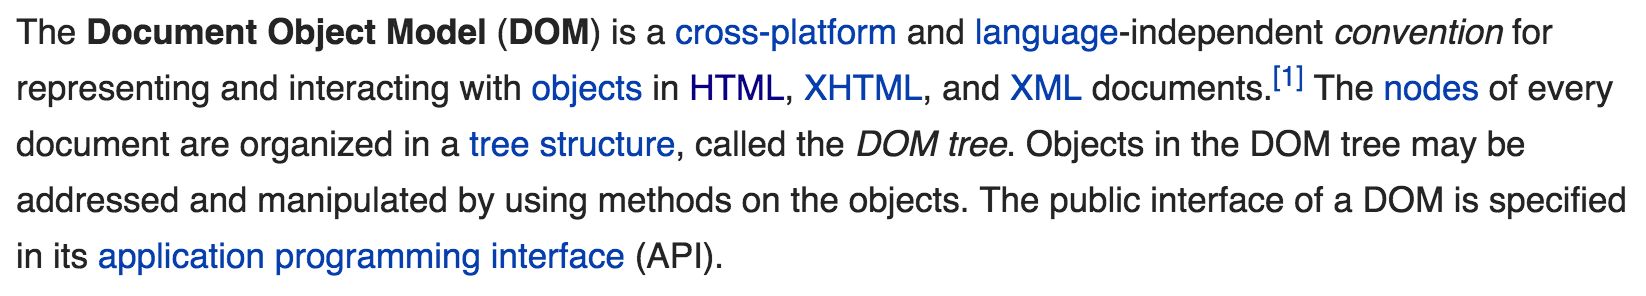 The Document Object Model (DOM) is a cross-platform and language-independent convention for
representing and interacting with objects in HTML, XHTML, and XML documents.[1] The nodes of every
document are organized in a tree structure, called the DOM tree. Objects in the DOM tree may be
addressed and manipulated by using methods on the objects. The public interface of a DOM is specified
in its application programming interface (API).